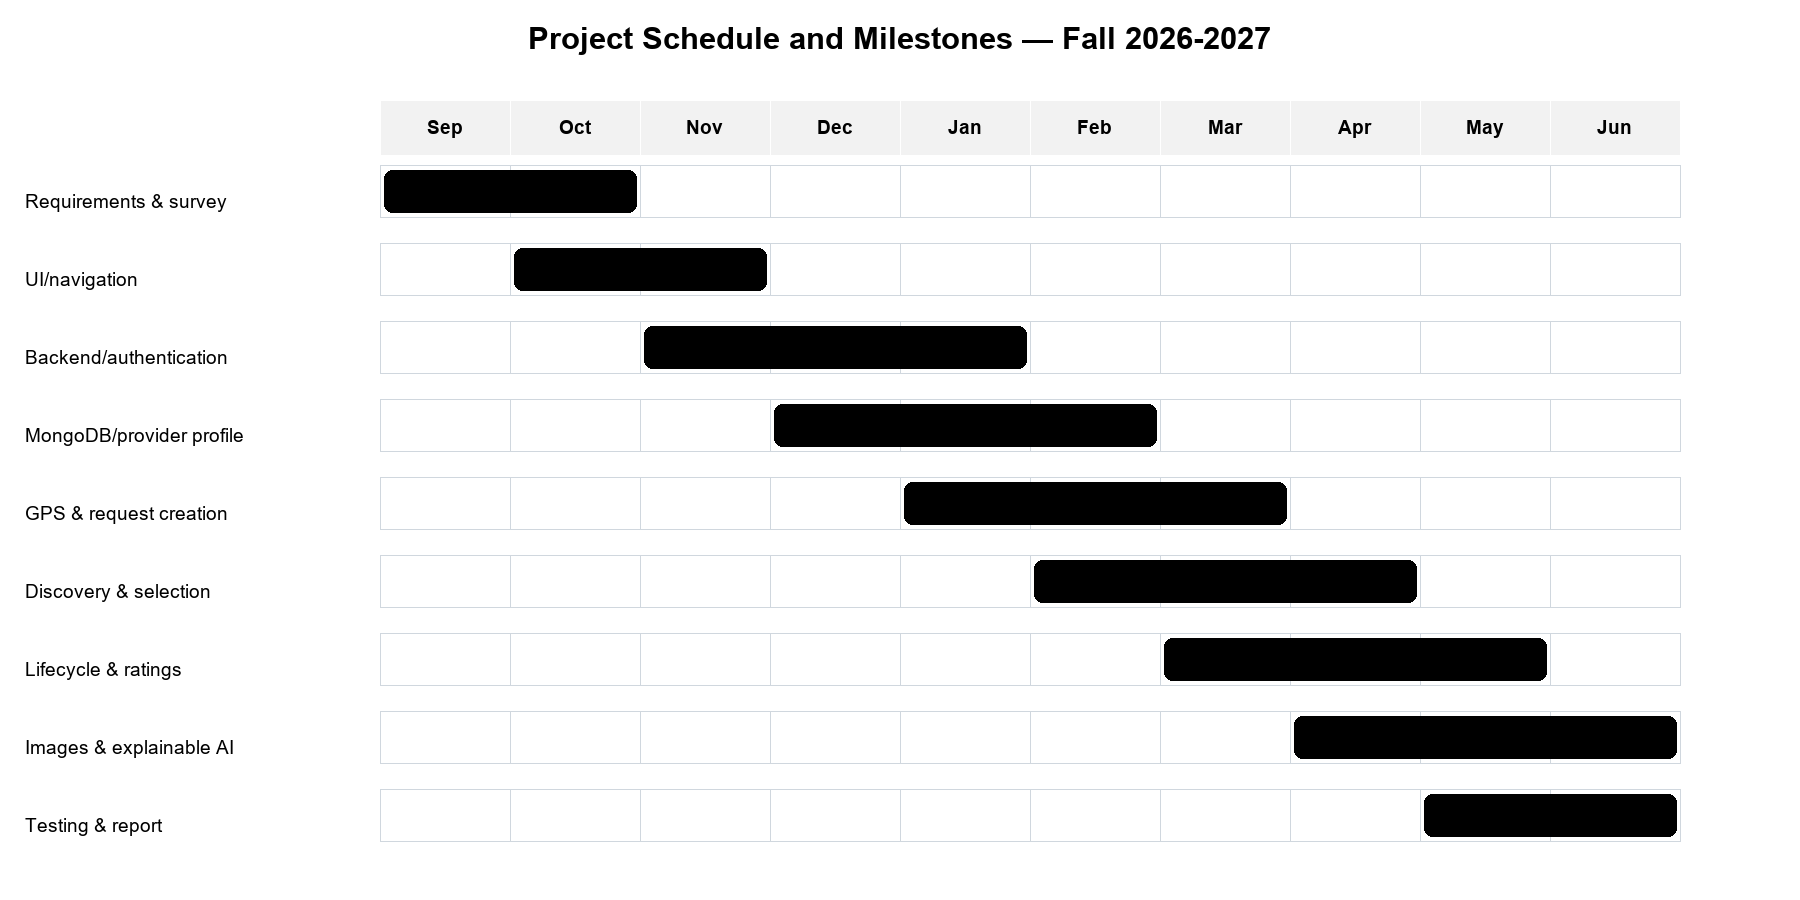 Project Schedule and Milestones — Fall 2026-2027
Sep Oct Nov Dec Jan Feb Mar Apr May Jun
Requirements & survey
UI/navigation
Backend/authentication
MongoDB/provider profile
GPS & request creation
Discovery & selection
Lifecycle & ratings
Images & explainable AI
Testing & report